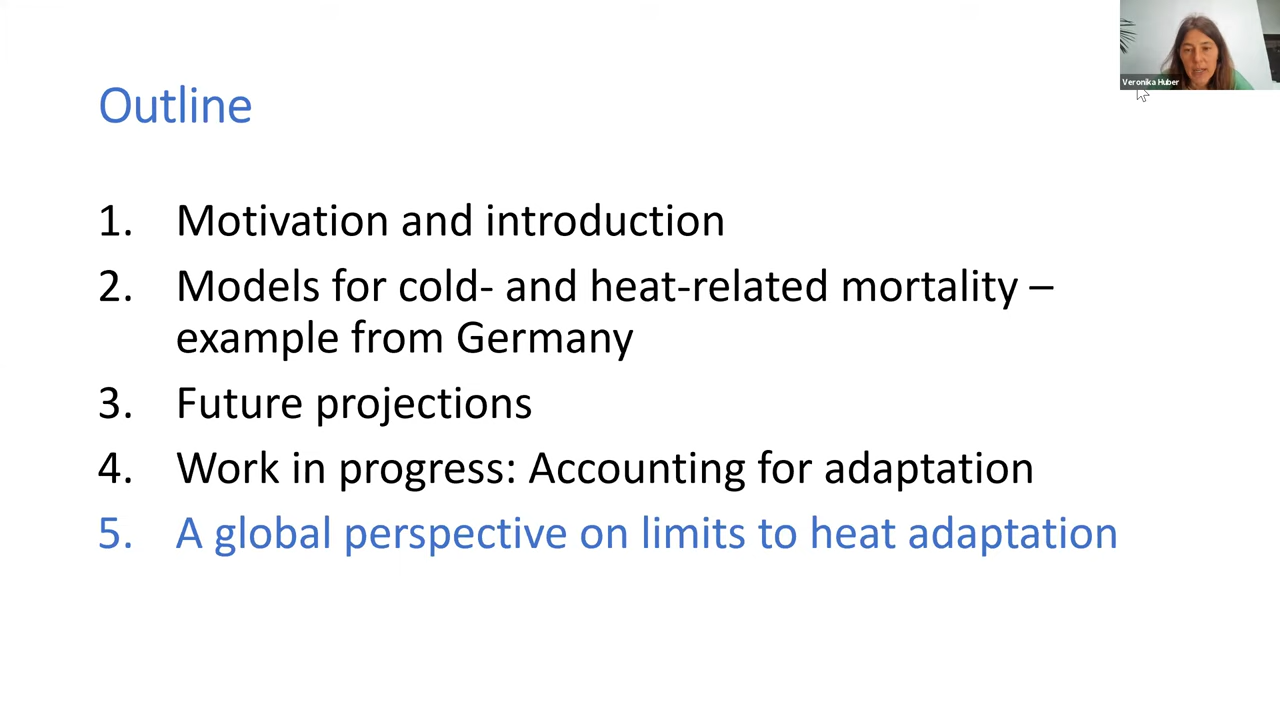 Veronika Huber
Outline
1. Motivation and introduction
2. Models for cold- and heat-related mortality –
example from Germany
3. Future projections
4. Work in progress: Accounting for adaptation
5. A global perspective on limits to heat adaptation